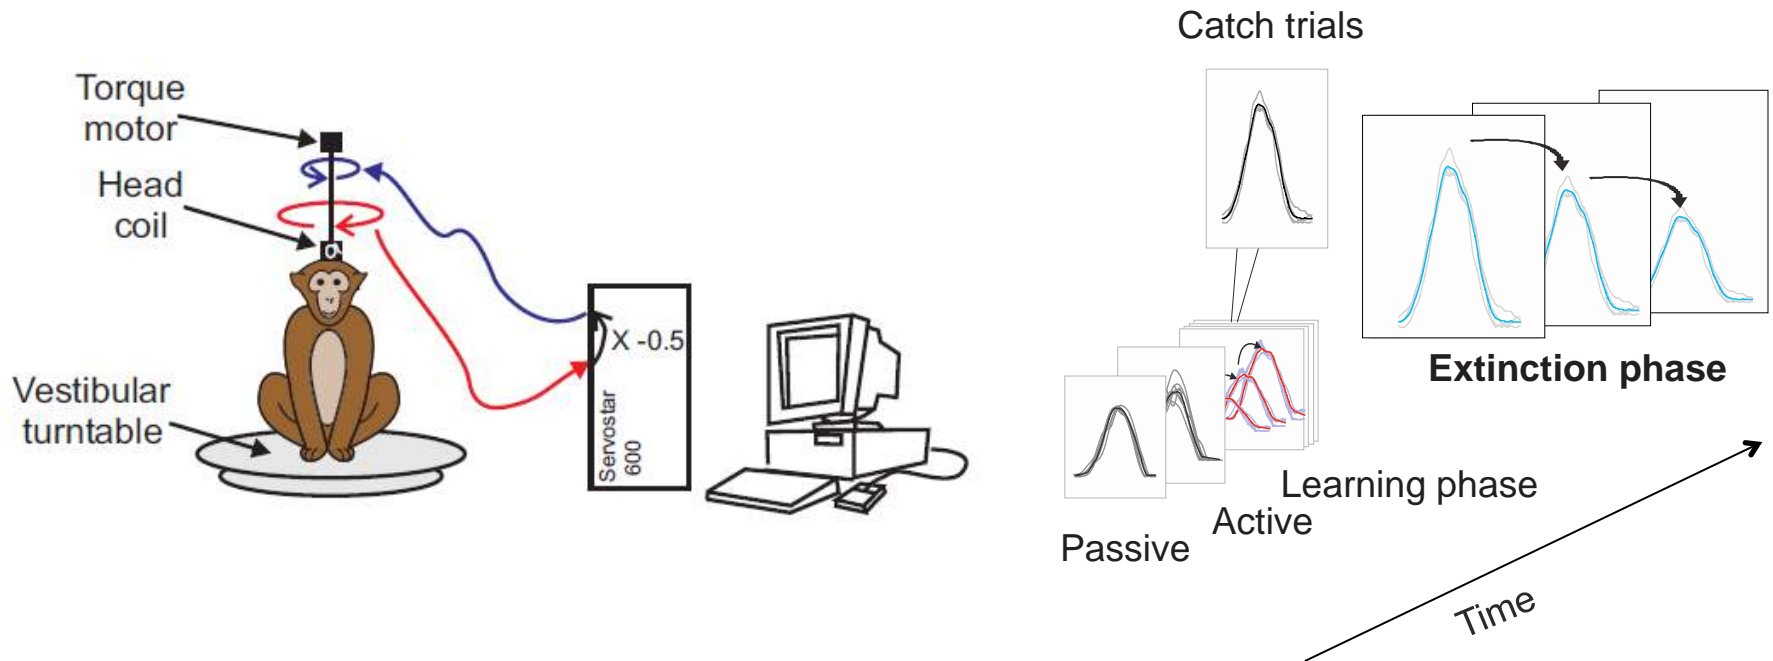 Torque
motor
Head
coil
Vestibular
turntable
X -0.5
Servostar
600
Catch trials
Extinction phase
Learning phase
Active
Passive
Time